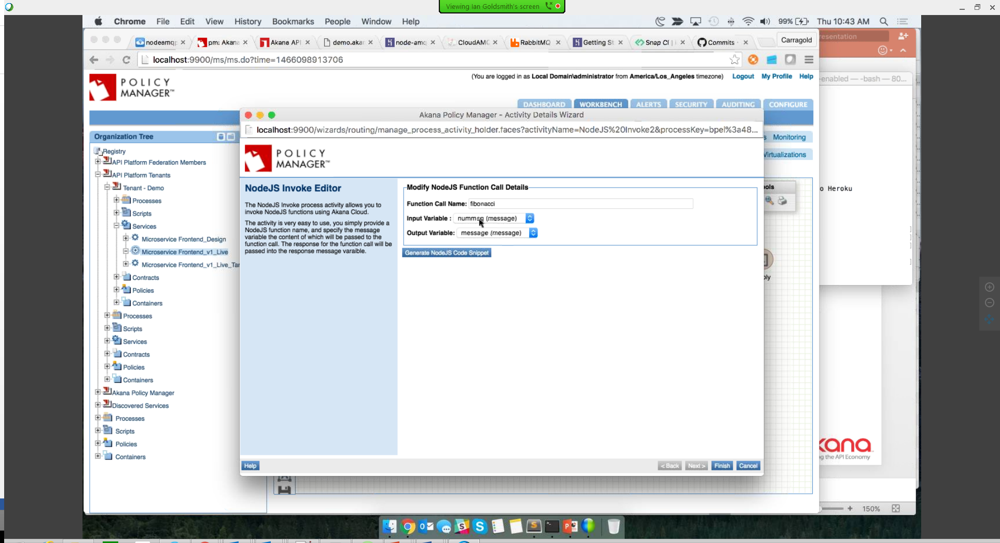 Viewing Ian Goldsmith's screen
Chrome File Edit View History Bookmarks People Window Help
99% Thu 10:43 AM
nodeemqp
pm: Akana
Akana API
demo.akar
node-amq
CloudAMQ
RabbitMQ
Getting St
Snap CI |
Commits ·
Carragold
resentation
localhost:9900/ms/ms.do?time=1466098913706
POLICY
MANAGER™
(You are logged in as Local Domain\administrator from America/Los_Angeles timezone) Logout My Profile Help
-enabled — -bash — 80...
DASHBOARD WORKBENCH ALERTS SECURITY AUDITING CONFIGURE
Akana Policy Manager - Activity Details Wizard
localhost:9900/wizards/routing/manage_process_activity_holder.faces?activityName=NodeJS%20Invoke2&processKey=bpel%3a48...
s Monitoring
Virtualizations
Organization Tree
Registry
API Platform Federation Members
API Platform Tenants
Tenant - Demo
Processes
Scripts
Services
Microservice Frontend_Design
Microservice Frontend_v1_Live
Microservice Frontend_v1_Live_Tar
Contracts
Policies
Containers
Processes
Scripts
Services
Contracts
Policies
Containers
Akana Policy Manager
Discovered Services
Processes
Scripts
Policies
Containers
POLICY
MANAGER™
NodeJS Invoke Editor
The NodeJS Invoke process activity allows you to
invoke NodeJS functions using Akana Cloud.
The activity is very easy to use, you simply provide a
NodeJS function name, and specify the message
variable the content of which will be passed to the
function call. The response for the function call will be
passed into the response message varaible.
Modify NodeJS Function Call Details
Function Call Name: fibonacci
Input Variable : nummsg (message)
Output Variable: message (message)
Generate NodeJS Code Snippet
ols
o Heroku
ply
Help
< Back Next > Finish Cancel
kana
g the API Economy
150%